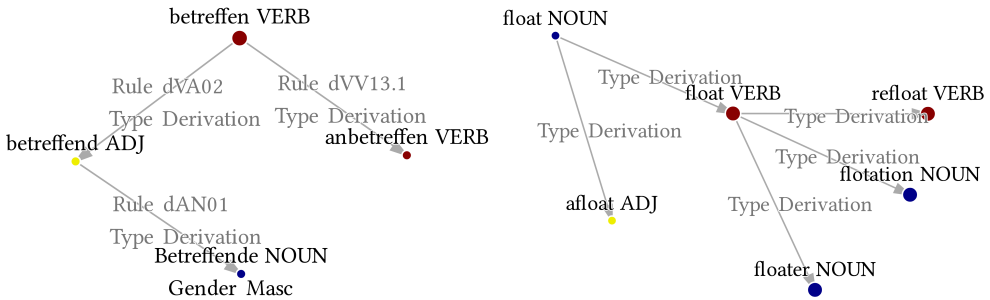 betreffen VERB
Rule dVA02
Type Derivation
Rule dVV13.1
Type Derivation
betreffend ADJ
anbetreffen VERB
Rule dAN01
Type Derivation
Betreffende NOUN
Gender Masc
float NOUN
Type Derivation
float VERB
refloat VERB
Type Derivation
Type Derivation
Type Derivation
flotation NOUN
Type Derivation
afloat ADJ
floater NOUN